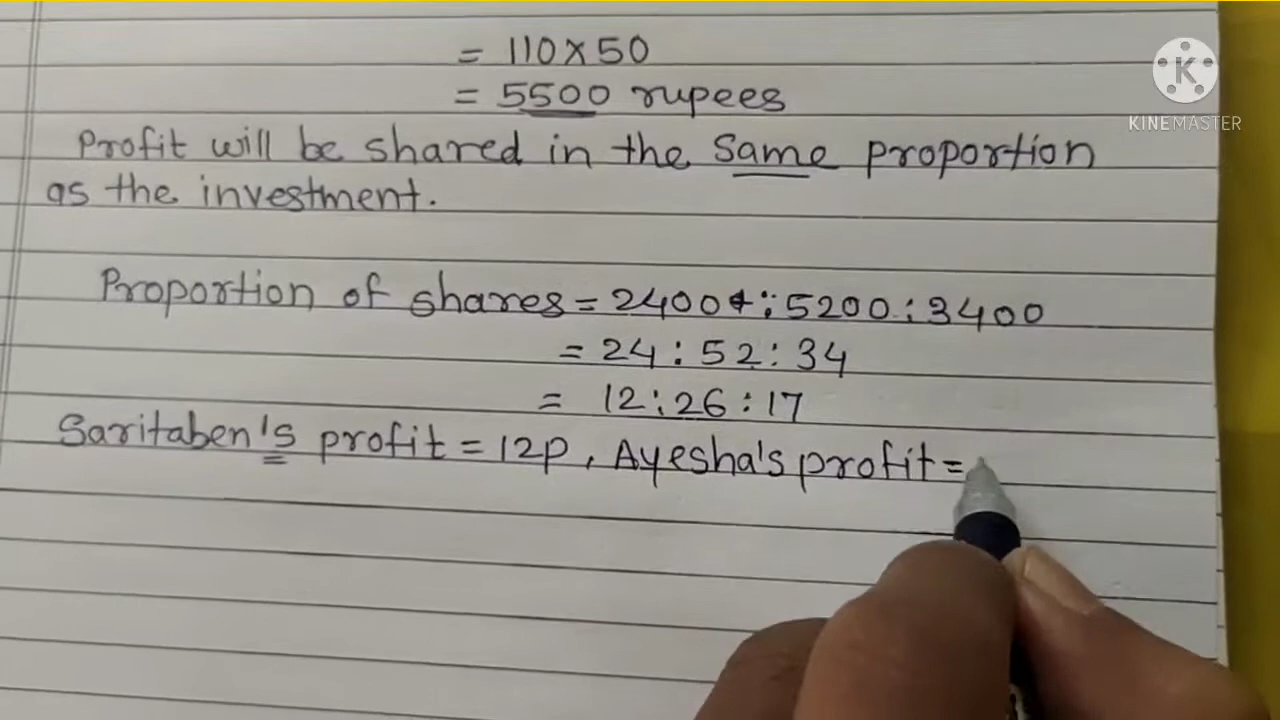 = 110 x 50
= 5500 rupees
K
KINEMASTER
Profit will be shared in the same proportion
as the investment.
Proportion of shares = 2400 : 5200 : 3400
= 24 : 52 : 34
= 12 : 26 : 17
Saritaben's profit = 12P, Ayesha's profit =